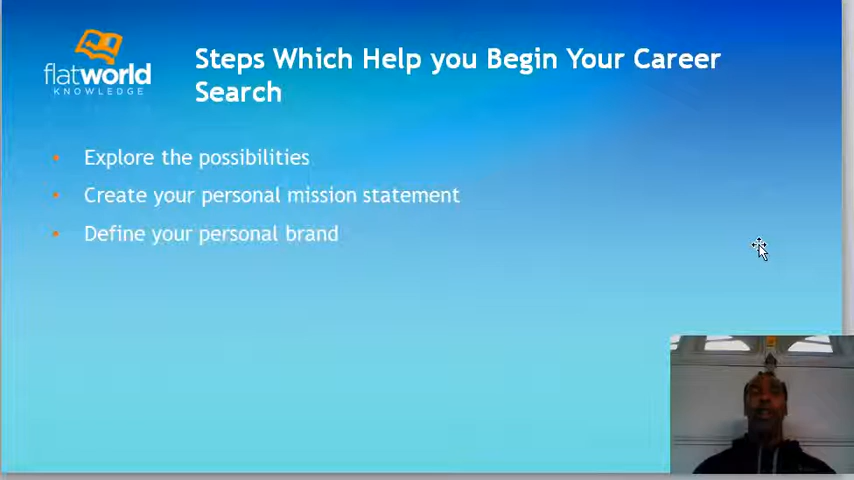 flatworld
KNOWLEDGE
Steps Which Help you Begin Your Career
Search
Explore the possibilities
Create your personal mission statement
Define your personal brand